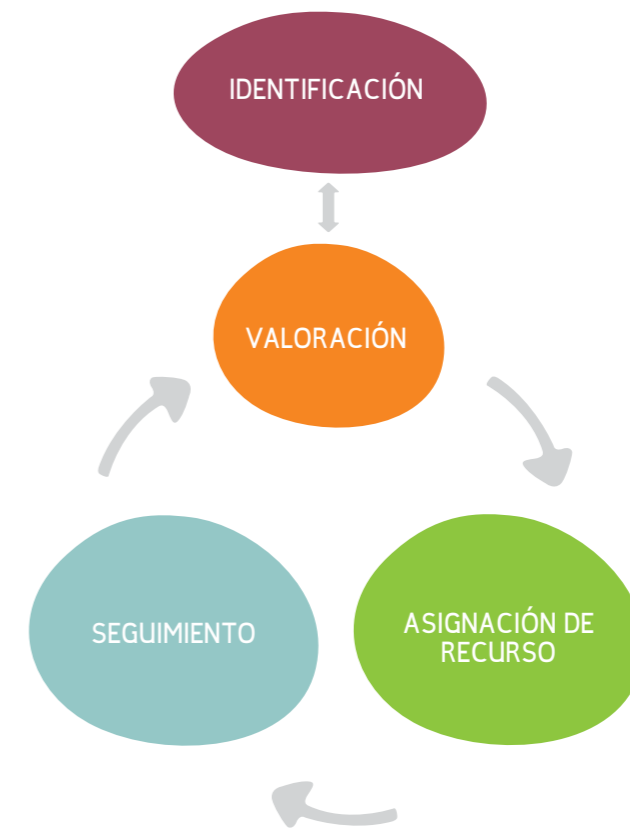 IDENTIFICACIÓN
VALORACIÓN
SEGUIMIENTO
ASIGNACIÓN DE
RECURSO